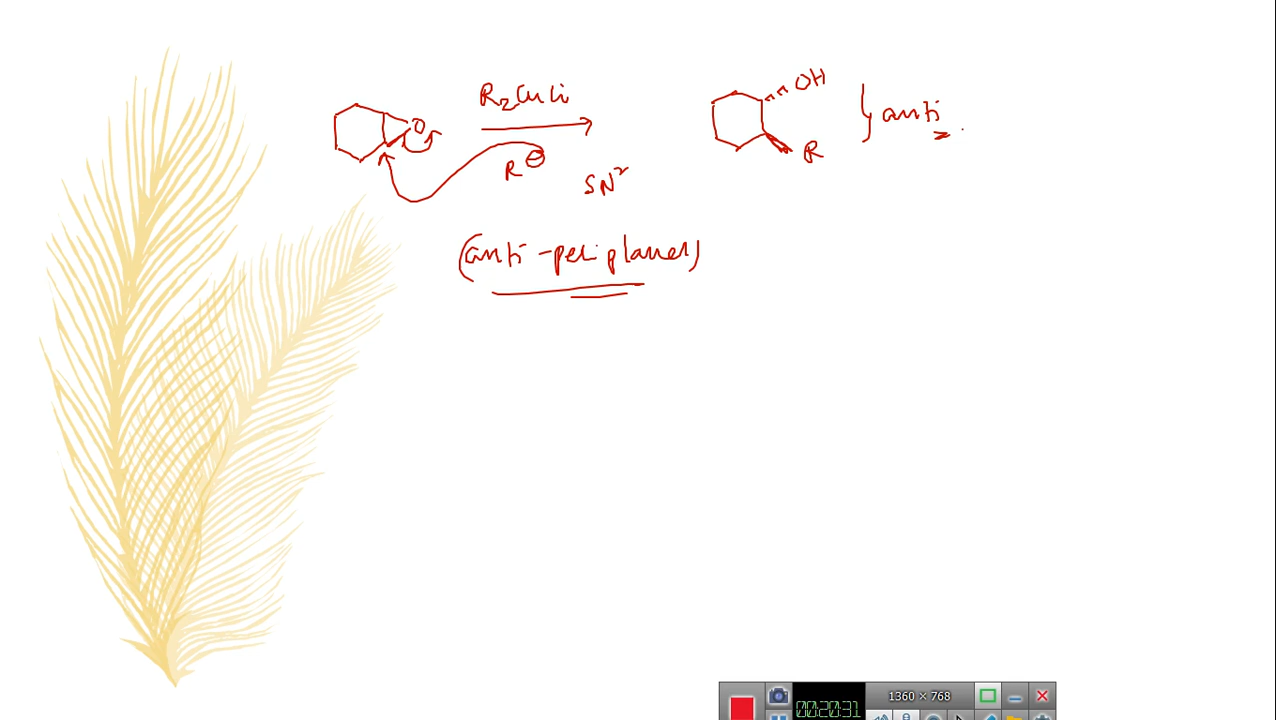 R₂CuLi
O
R⊖
SN²
OH
R
} anti
(anti-periplaner)
1360 × 768
00:20:31